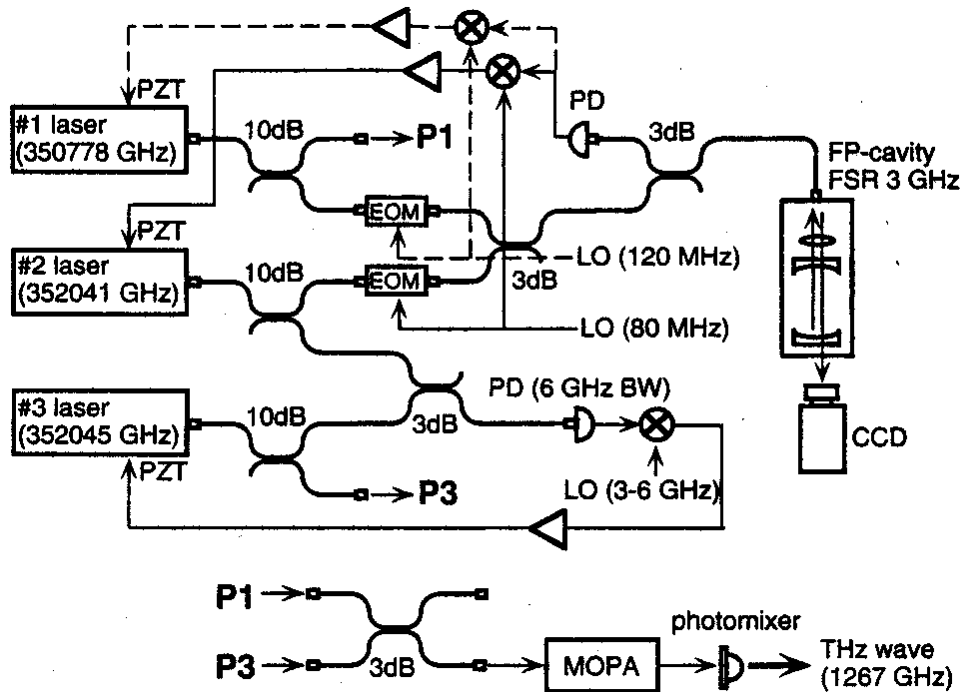 PZT
#1 laser
(350778 GHz)
10dB
P1
PD
3dB
FP-cavity
FSR 3 GHz
EOM
PZT
#2 laser
(352041 GHz)
10dB
EOM
3dB
LO (120 MHz)
LO (80 MHz)
#3 laser
(352045 GHz)
10dB
3dB
PD (6 GHz BW)
CCD
PZT
P3
LO (3-6 GHz)
P1
P3
3dB
MOPA
photomixer
THz wave
(1267 GHz)